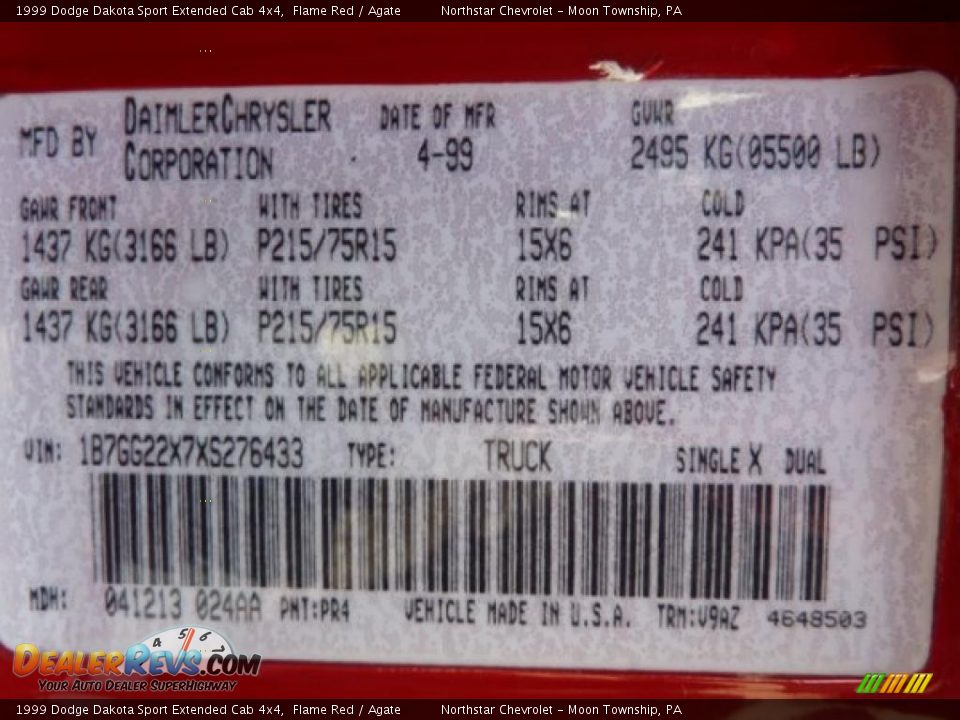 1999 Dodge Dakota Sport Extended Cab 4x4,  Flame Red / Agate          Northstar Chevrolet - Moon Township, PA
MFD BY DAIMLERCHRYSLER CORPORATION DATE OF MFR 4-99 GVWR 2495 KG(05500 LB)
GAWR FRONT WITH TIRES RIMS AT COLD
1437 KG(3166 LB) P215/75R15 15X6 241 KPA(35 PSI)
GAWR REAR WITH TIRES RIMS AT COLD
1437 KG(3166 LB) P215/75R15 15X6 241 KPA(35 PSI)
THIS VEHICLE CONFORMS TO ALL APPLICABLE FEDERAL MOTOR VEHICLE SAFETY
STANDARDS IN EFFECT ON THE DATE OF MANUFACTURE SHOWN ABOVE.
VIN: 1B7GG22X7XS276433 TYPE: TRUCK SINGLE X DUAL
MDH: 041213 024AA PNT:PR4 VEHICLE MADE IN U.S.A. TRM:V9AZ 4648503
4 5 6 7
DealerRevs.com
Your Auto Dealer SuperHighway
1999 Dodge Dakota Sport Extended Cab 4x4,  Flame Red / Agate          Northstar Chevrolet - Moon Township, PA